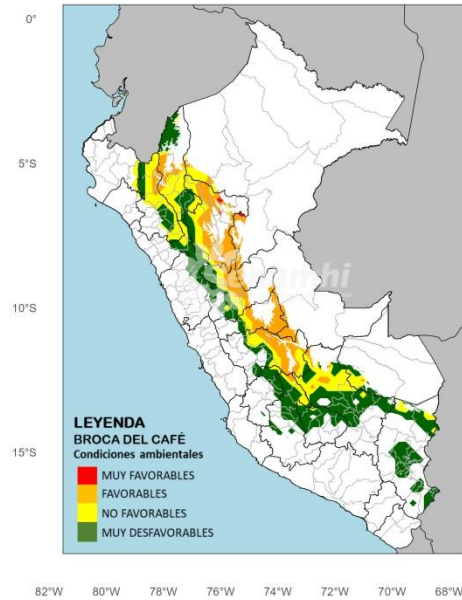 0°
5°S
10°S
15°S
senamhi
LEYENDA
BROCA DEL CAFÉ
Condiciones ambientales
MUY FAVORABLES
FAVORABLES
NO FAVORABLES
MUY DESFAVORABLES
82°W 80°W 78°W 76°W 74°W 72°W 70°W 68°W